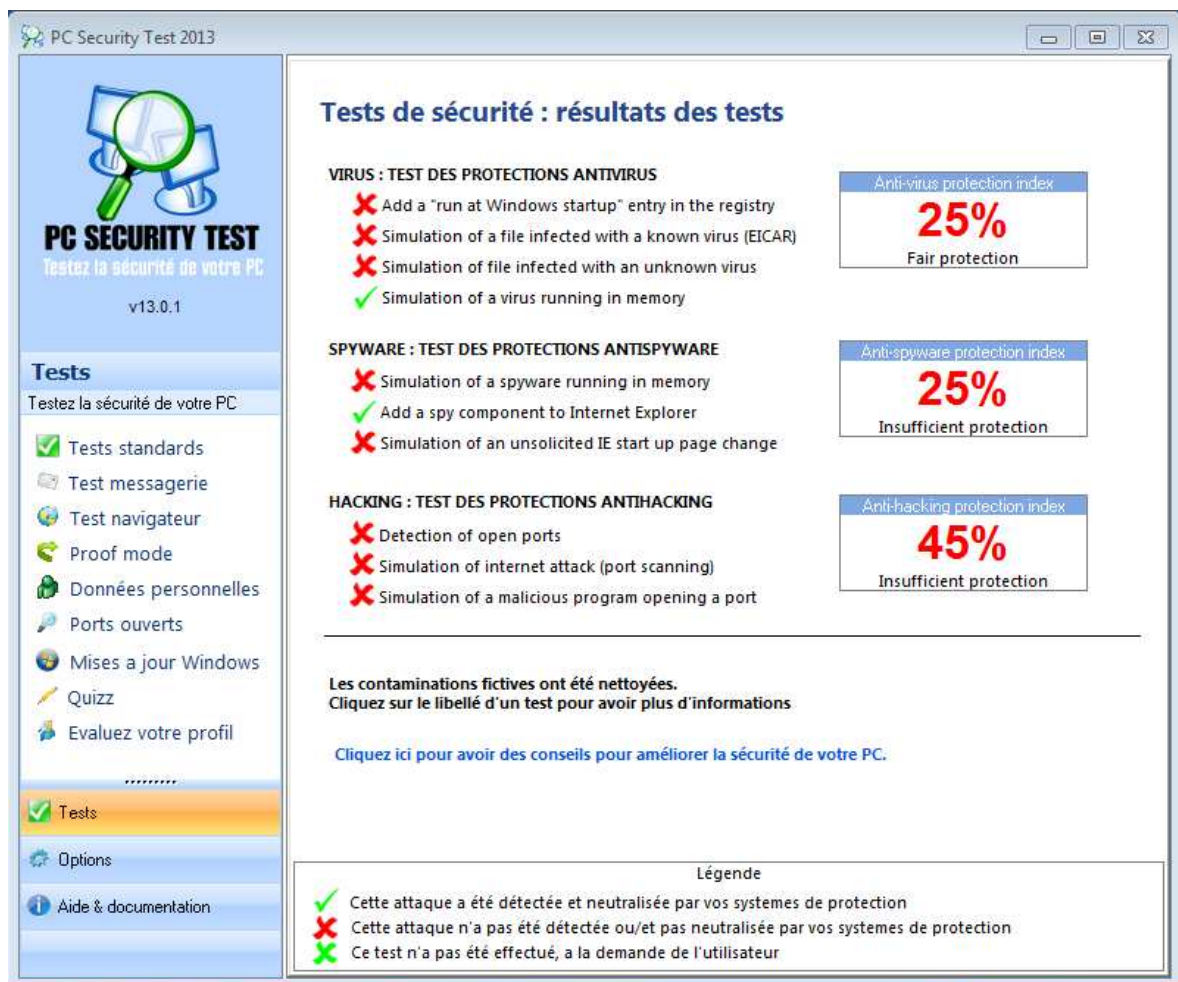 PC Security Test 2013
PC SECURITY TEST
Testez la sécurité de votre PC
v13.0.1
Tests
Testez la sécurité de votre PC
Tests standards
Test messagerie
Test navigateur
Proof mode
Données personnelles
Ports ouverts
Mises a jour Windows
Quizz
Evaluez votre profil
Tests
Options
Aide & documentation
Tests de sécurité : résultats des tests
VIRUS : TEST DES PROTECTIONS ANTIVIRUS
Add a "run at Windows startup" entry in the registry
Simulation of a file infected with a known virus (EICAR)
Simulation of file infected with an unknown virus
Simulation of a virus running in memory
Anti-virus protection index
25%
Fair protection
SPYWARE : TEST DES PROTECTIONS ANTISPYWARE
Simulation of a spyware running in memory
Add a spy component to Internet Explorer
Simulation of an unsolicited IE start up page change
Anti-spyware protection index
25%
Insufficient protection
HACKING : TEST DES PROTECTIONS ANTIHACKING
Detection of open ports
Simulation of internet attack (port scanning)
Simulation of a malicious program opening a port
Anti-hacking protection index
45%
Insufficient protection
Les contaminations fictives ont été nettoyées.
Cliquez sur le libellé d'un test pour avoir plus d'informations
Cliquez ici pour avoir des conseils pour améliorer la sécurité de votre PC.
Légende
Cette attaque a été détectée et neutralisée par vos systemes de protection
Cette attaque n'a pas été détectée ou/et pas neutralisée par vos systemes de protection
Ce test n'a pas été effectué, a la demande de l'utilisateur